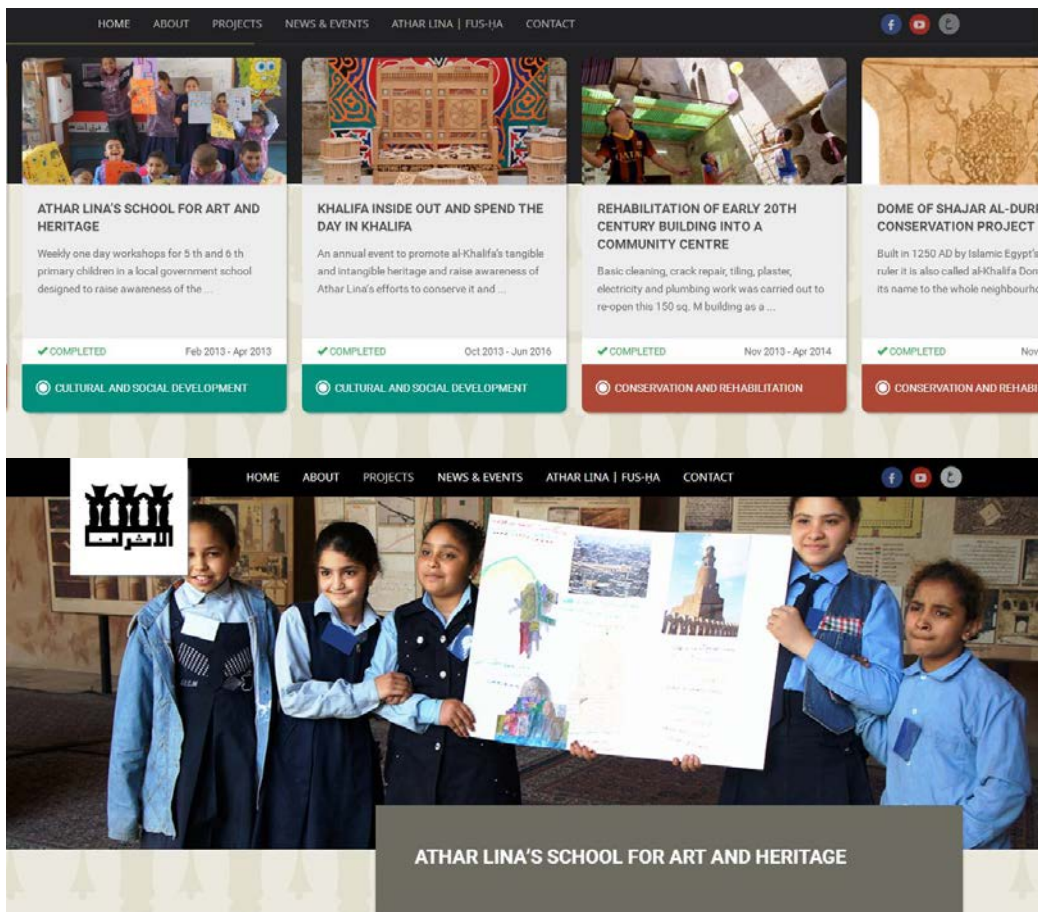 HOME ABOUT PROJECTS NEWS & EVENTS ATHAR LINA | FUS-ḤA CONTACT
f ع
ATHAR LINA'S SCHOOL FOR ART AND
HERITAGE
Weekly one day workshops for 5 th and 6 th
primary children in a local government school
designed to raise awareness of the ...
COMPLETED Feb 2013 - Apr 2013
CULTURAL AND SOCIAL DEVELOPMENT
KHALIFA INSIDE OUT AND SPEND THE
DAY IN KHALIFA
An annual event to promote al-Khalifa's tangible
and intangible heritage and raise awareness of
Athar Lina's efforts to conserve it and ...
COMPLETED Oct 2013 - Jun 2016
CULTURAL AND SOCIAL DEVELOPMENT
QATAR
REHABILITATION OF EARLY 20TH
CENTURY BUILDING INTO A
COMMUNITY CENTRE
Basic cleaning, crack repair, tiling, plaster,
electricity and plumbing work was carried out to
re-open this 150 sq. M building as a ...
COMPLETED Nov 2013 - Apr 2014
CONSERVATION AND REHABILITATION
DOME OF SHAJAR AL-DURR
CONSERVATION PROJECT
Built in 1250 AD by Islamic Egypt's
ruler it is also called al-Khalifa Dom
its name to the whole neighbourho
COMPLETED Nov
CONSERVATION AND REHABI
HOME ABOUT PROJECTS NEWS & EVENTS ATHAR LINA | FUS-ḤA CONTACT
f ع
الاثر لنا
ATHAR LINA'S SCHOOL FOR ART AND HERITAGE